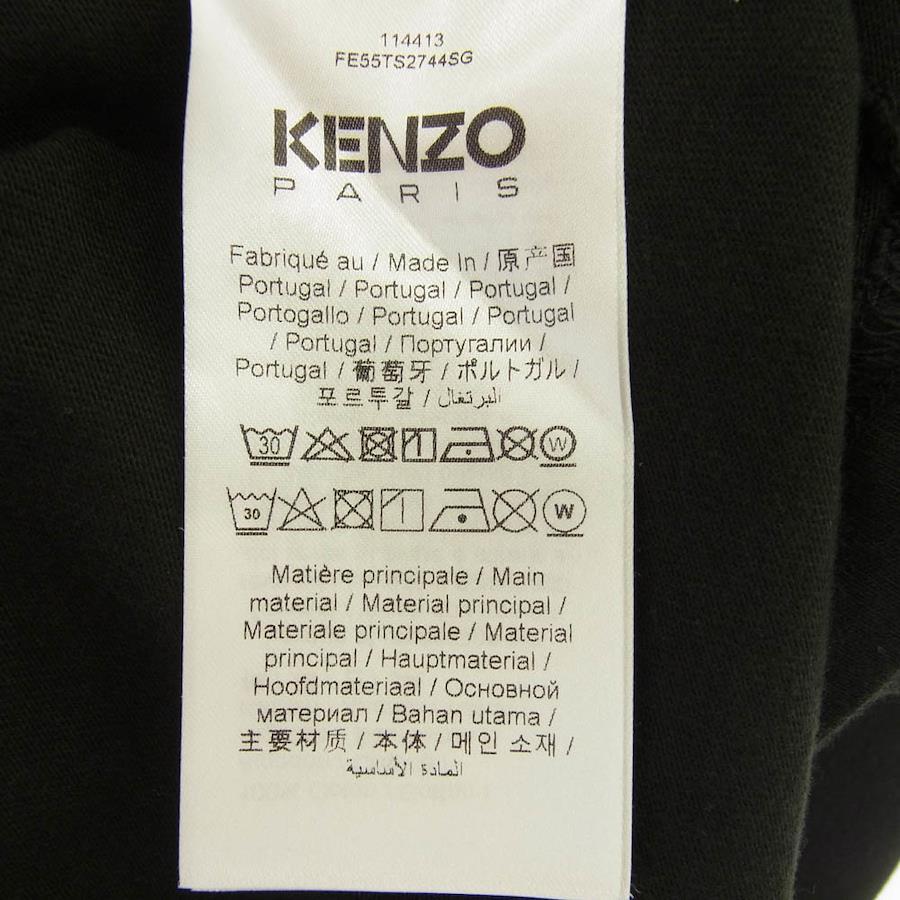 114413
FE55TS2744SG
KENZO
PARIS
Fabriqué au / Made In / 原产国
Portugal / Portugal / Portugal /
Portogallo / Portugal / Portugal
/ Portugal / Португалии /
Portugal / 葡萄牙 / ポルトガル /
포르투갈 / البرتغال
30 W
30 W
Matière principale / Main
material / Material principal /
Materiale principale / Material
principal / Hauptmaterial /
Hoofdmateriaal / Основной
материал / Bahan utama /
主要材质 / 本体 / 메인 소재 /
المادة الأساسية